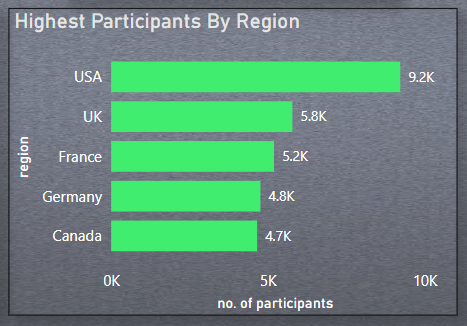 Highest Participants By Region
region
USA 9.2K
UK 5.8K
France 5.2K
Germany 4.8K
Canada 4.7K
0K 5K 10K
no. of participants